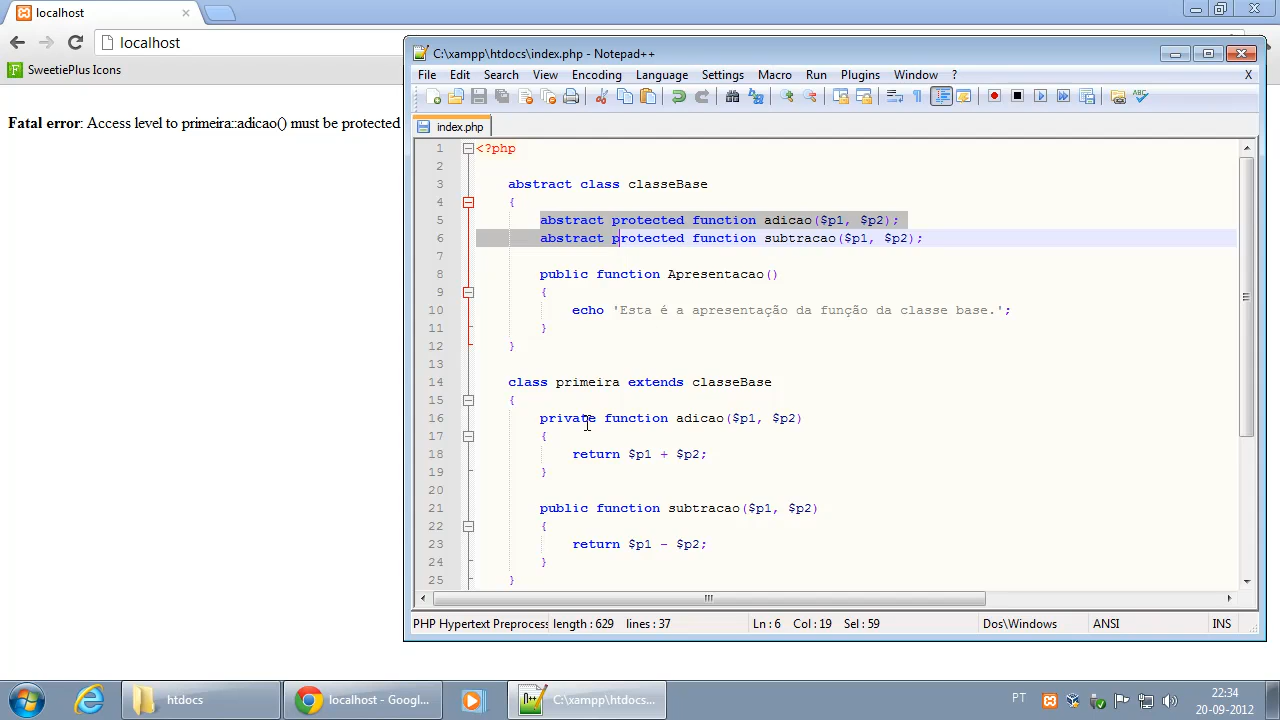 localhost
localhost
SweetiePlus Icons
Fatal error: Access level to primeira::adicao() must be protected
C:\xampp\htdocs\index.php - Notepad++
File Edit Search View Encoding Language Settings Macro Run Plugins Window ? X
index.php
1 <?php
2
3 abstract class classeBase
4 {
5 abstract protected function adicao($p1, $p2);
6 abstract protected function subtracao($p1, $p2);
7
8 public function Apresentacao()
9 {
10 echo 'Esta é a apresentação da função da classe base.';
11 }
12 }
13
14 class primeira extends classeBase
15 {
16 private function adicao($p1, $p2)
17 {
18 return $p1 + $p2;
19 }
20
21 public function subtracao($p1, $p2)
22 {
23 return $p1 - $p2;
24 }
25 }
PHP Hypertext Preprocess length : 629 lines : 37 Ln : 6 Col : 19 Sel : 59 Dos\Windows ANSI INS
htdocs
localhost - Googl...
C:\xampp\htdocs...
PT
22:34
20-09-2012